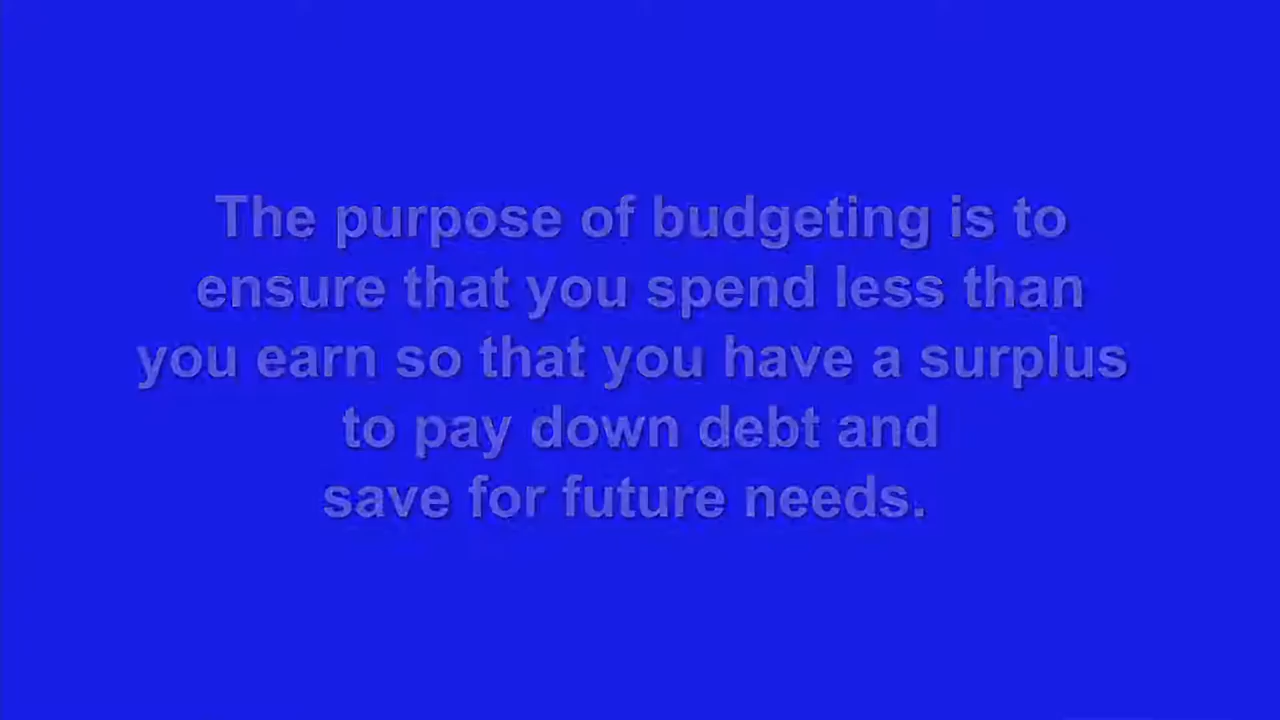 The purpose of budgeting is to
ensure that you spend less than
you earn so that you have a surplus
to pay down debt and
save for future needs.